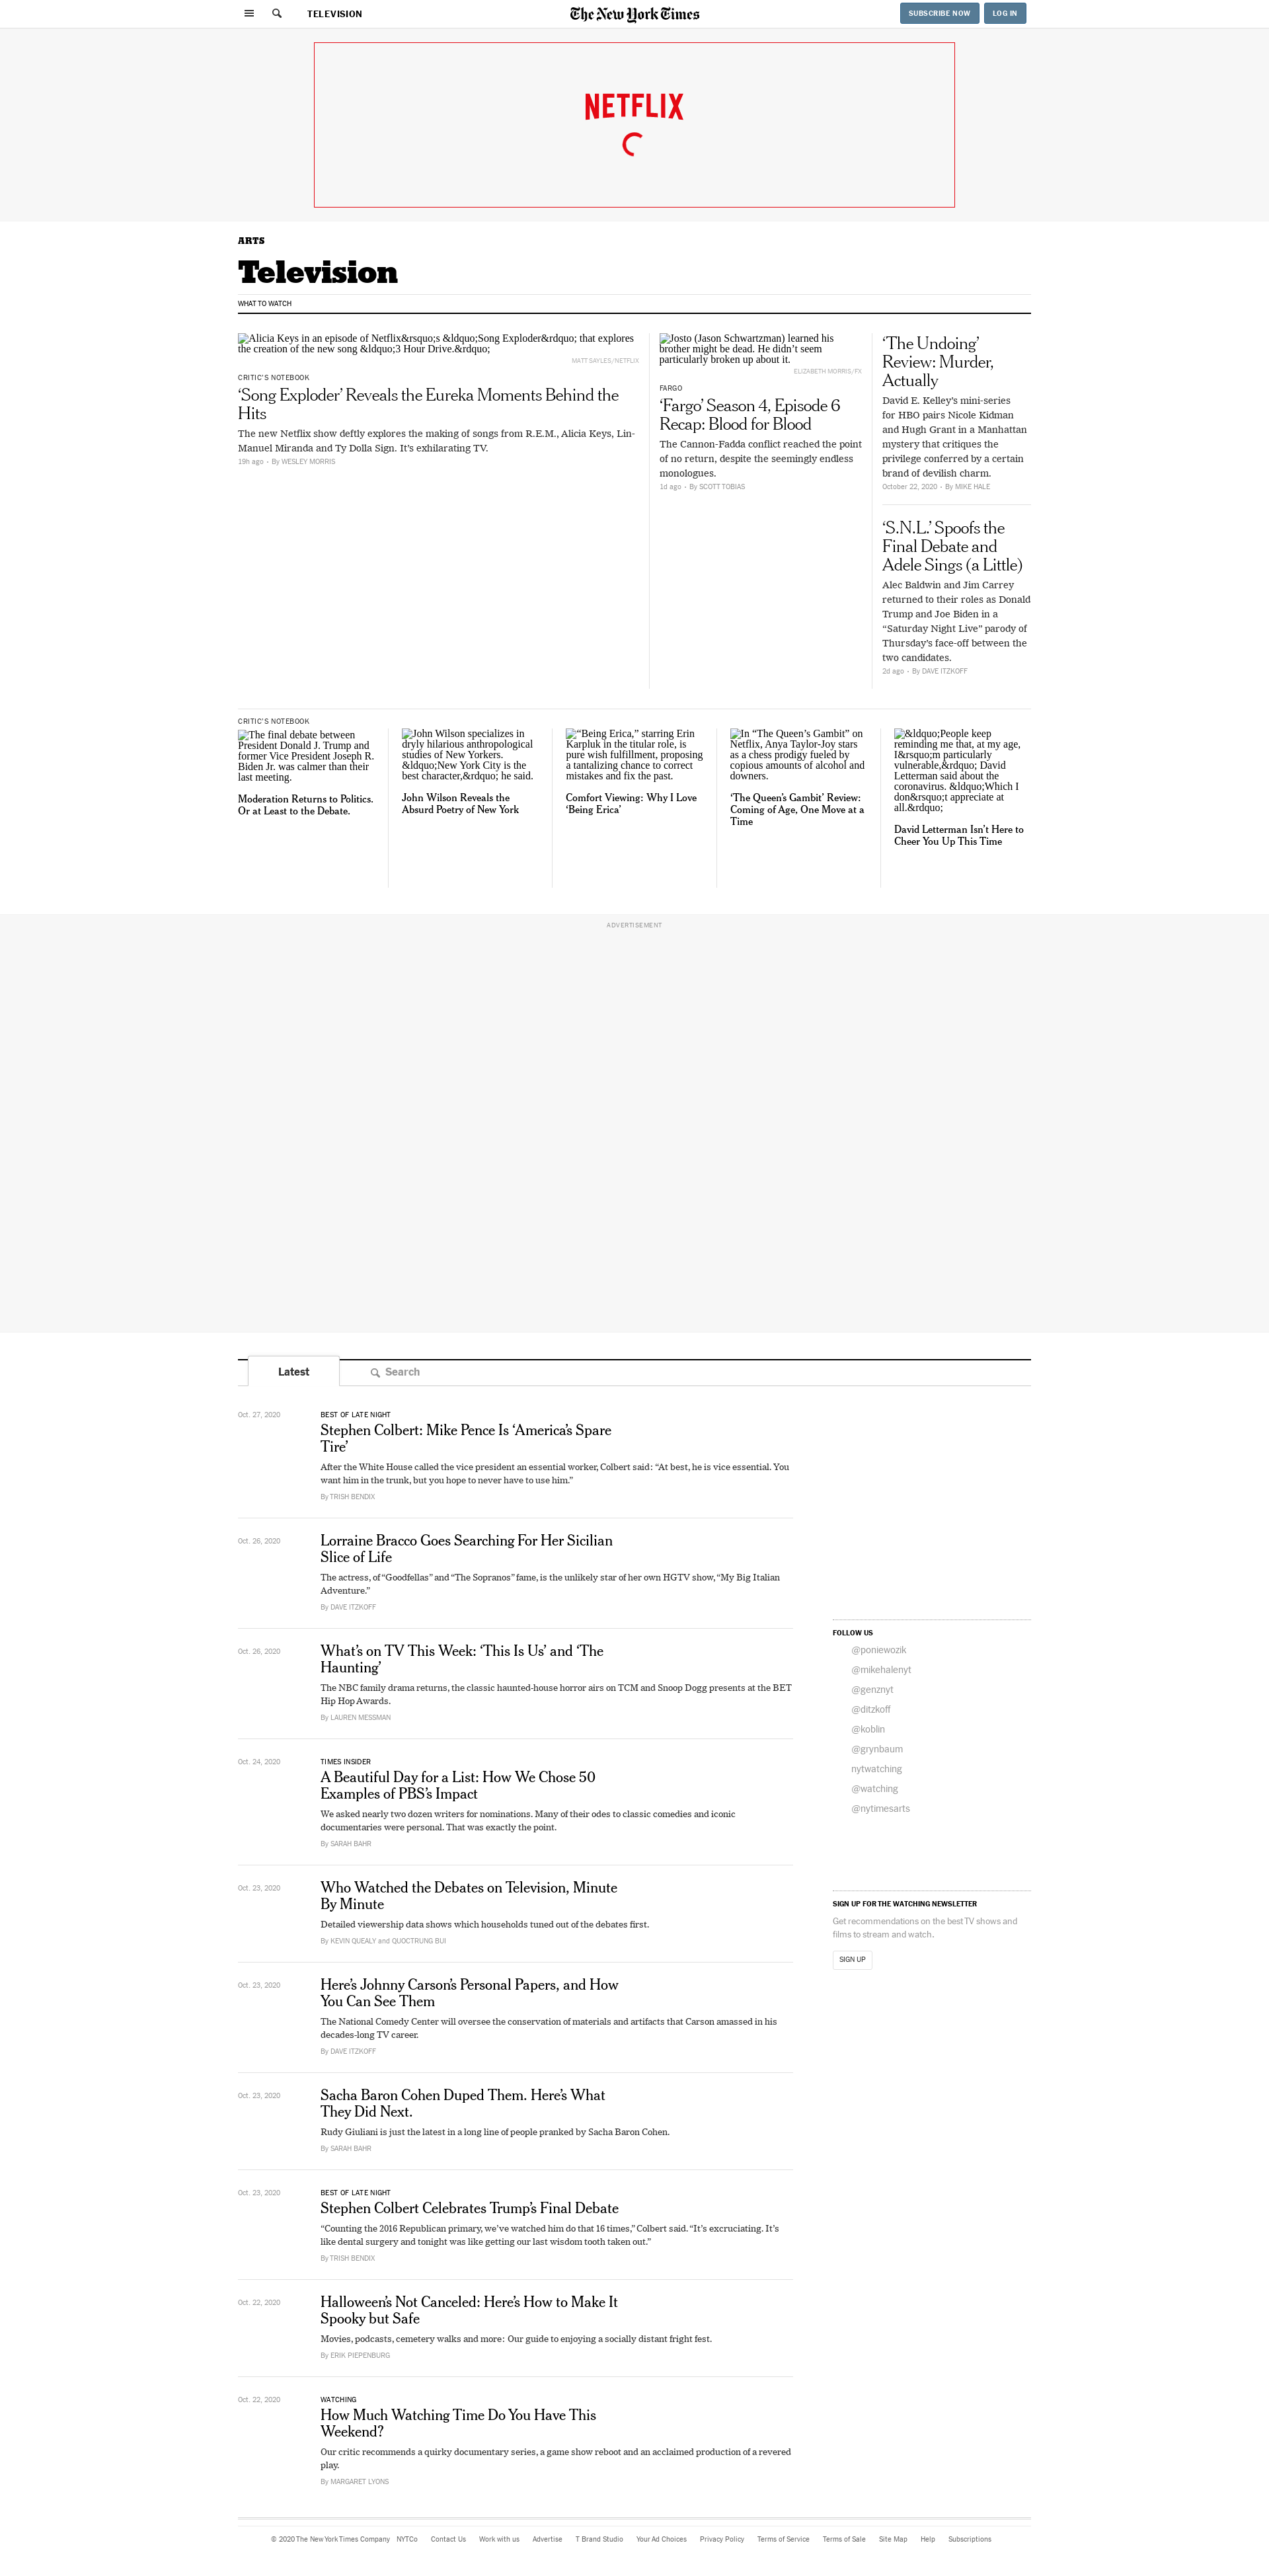 TELEVISION
The New York Times
SUBSCRIBE NOW
LOG IN
NETFLIX
ARTS
Television
WHAT TO WATCH
Alicia Keys in an episode of Netflix&rsquo;s &ldquo;Song Exploder&rdquo; that explores
the creation of the new song &ldquo;3 Hour Drive.&rdquo;
MATT SAYLES/NETFLIX
CRITIC'S NOTEBOOK
‘Song Exploder’ Reveals the Eureka Moments Behind the
Hits
The new Netflix show deftly explores the making of songs from R.E.M., Alicia Keys, Lin-
Manuel Miranda and Ty Dolla Sign. It’s exhilarating TV.
19h ago • By WESLEY MORRIS
Josto (Jason Schwartzman) learned his
brother might be dead. He didn’t seem
particularly broken up about it.
ELIZABETH MORRIS/FX
FARGO
‘Fargo’ Season 4, Episode 6
Recap: Blood for Blood
The Cannon-Fadda conflict reached the point
of no return, despite the seemingly endless
monologues.
1d ago • By SCOTT TOBIAS
‘The Undoing’
Review: Murder,
Actually
David E. Kelley’s mini-series
for HBO pairs Nicole Kidman
and Hugh Grant in a Manhattan
mystery that critiques the
privilege conferred by a certain
brand of devilish charm.
October 22, 2020 • By MIKE HALE
‘S.N.L.’ Spoofs the
Final Debate and
Adele Sings (a Little)
Alec Baldwin and Jim Carrey
returned to their roles as Donald
Trump and Joe Biden in a
“Saturday Night Live” parody of
Thursday’s face-off between the
two candidates.
2d ago • By DAVE ITZKOFF
CRITIC’S NOTEBOOK
The final debate between
President Donald J. Trump and
former Vice President Joseph R.
Biden Jr. was calmer than their
last meeting.
Moderation Returns to Politics.
Or at Least to the Debate.
John Wilson specializes in
dryly hilarious anthropological
studies of New Yorkers.
&ldquo;New York City is the
best character,&rdquo; he said.
John Wilson Reveals the
Absurd Poetry of New York
“Being Erica,” starring Erin
Karpluk in the titular role, is
pure wish fulfillment, proposing
a tantalizing chance to correct
mistakes and fix the past.
Comfort Viewing: Why I Love
‘Being Erica’
In “The Queen’s Gambit” on
Netflix, Anya Taylor-Joy stars
as a chess prodigy fueled by
copious amounts of alcohol and
downers.
‘The Queen’s Gambit’ Review:
Coming of Age, One Move at a
Time
&ldquo;People keep
reminding me that, at my age,
I&rsquo;m particularly
vulnerable,&rdquo; David
Letterman said about the
coronavirus. &ldquo;Which I
don&rsquo;t appreciate at
all.&rdquo;
David Letterman Isn’t Here to
Cheer You Up This Time
ADVERTISEMENT
Latest
Search
Oct. 27, 2020
BEST OF LATE NIGHT
Stephen Colbert: Mike Pence Is ‘America’s Spare
Tire’
After the White House called the vice president an essential worker, Colbert said: “At best, he is vice essential. You
want him in the trunk, but you hope to never have to use him.”
By TRISH BENDIX
Oct. 26, 2020
Lorraine Bracco Goes Searching For Her Sicilian
Slice of Life
The actress, of “Goodfellas” and “The Sopranos” fame, is the unlikely star of her own HGTV show, “My Big Italian
Adventure.”
By DAVE ITZKOFF
Oct. 26, 2020
What’s on TV This Week: ‘This Is Us’ and ‘The
Haunting’
The NBC family drama returns, the classic haunted-house horror airs on TCM and Snoop Dogg presents at the BET
Hip Hop Awards.
By LAUREN MESSMAN
Oct. 24, 2020
TIMES INSIDER
A Beautiful Day for a List: How We Chose 50
Examples of PBS’s Impact
We asked nearly two dozen writers for nominations. Many of their odes to classic comedies and iconic
documentaries were personal. That was exactly the point.
By SARAH BAHR
Oct. 23, 2020
Who Watched the Debates on Television, Minute
By Minute
Detailed viewership data shows which households tuned out of the debates first.
By KEVIN QUEALY and QUOCTRUNG BUI
Oct. 23, 2020
Here’s Johnny Carson’s Personal Papers, and How
You Can See Them
The National Comedy Center will oversee the conservation of materials and artifacts that Carson amassed in his
decades-long TV career.
By DAVE ITZKOFF
Oct. 23, 2020
Sacha Baron Cohen Duped Them. Here’s What
They Did Next.
Rudy Giuliani is just the latest in a long line of people pranked by Sacha Baron Cohen.
By SARAH BAHR
Oct. 23, 2020
BEST OF LATE NIGHT
Stephen Colbert Celebrates Trump’s Final Debate
“Counting the 2016 Republican primary, we’ve watched him do that 16 times,” Colbert said. “It’s excruciating. It’s
like dental surgery and tonight was like getting our last wisdom tooth taken out.”
By TRISH BENDIX
Oct. 22, 2020
Halloween’s Not Canceled: Here’s How to Make It
Spooky but Safe
Movies, podcasts, cemetery walks and more: Our guide to enjoying a socially distant fright fest.
By ERIK PIEPENBURG
Oct. 22, 2020
WATCHING
How Much Watching Time Do You Have This
Weekend?
Our critic recommends a quirky documentary series, a game show reboot and an acclaimed production of a revered
play.
By MARGARET LYONS
FOLLOW US
@poniewozik
@mikehalenyt
@genznyt
@ditzkoff
@koblin
@grynbaum
nytwatching
@watching
@nytimesarts
SIGN UP FOR THE WATCHING NEWSLETTER
Get recommendations on the best TV shows and
films to stream and watch.
SIGN UP
© 2020 The New York Times Company NYTCo Contact Us Work with us Advertise T Brand Studio Your Ad Choices Privacy Policy Terms of Service Terms of Sale Site Map Help Subscriptions